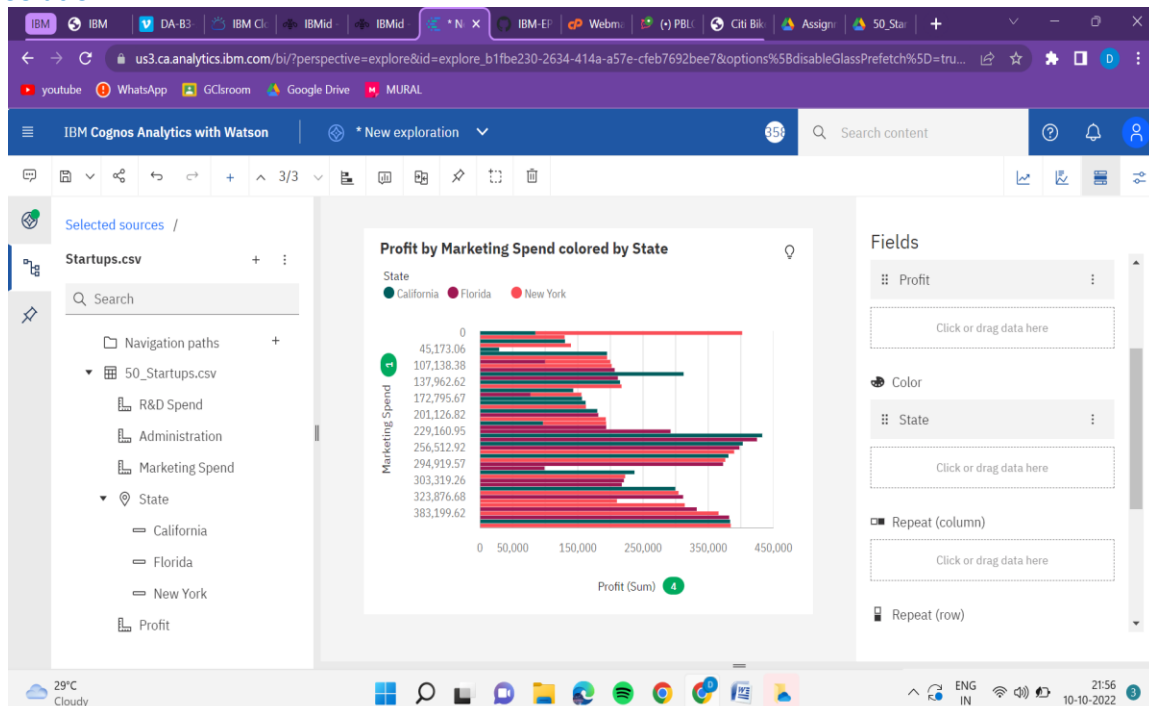 IBM IBM DA-B3- IBM Clo IBMid - IBMid - * N IBM-EP Webma (•) PBL( Citi Bik Assignr 50_Star
us3.ca.analytics.ibm.com/bi/?perspective=explore&id=explore_b1fbe230-2634-414a-a57e-cfeb7692bee7&options%5BdisableGlassPrefetch%5D=tru... D
youtube WhatsApp GClsroom Google Drive MURAL
IBM Cognos Analytics with Watson * New exploration 358 Search content
3/3
Selected sources /
Startups.csv
Search
Navigation paths
50_Startups.csv
R&D Spend
Administration
Marketing Spend
State
California
Florida
New York
Profit
Profit by Marketing Spend colored by State
State
California Florida New York
Marketing Spend 1
0
45,173.06
107,138.38
137,962.62
172,795.67
201,126.82
229,160.95
256,512.92
294,919.57
303,319.26
323,876.68
383,199.62
0 50,000 150,000 250,000 350,000 450,000
Profit (Sum) 4
Fields
Profit
Click or drag data here
Color
State
Click or drag data here
Repeat (column)
Click or drag data here
Repeat (row)
29°C
Cloudy
ENG
IN
21:56
10-10-2022
3